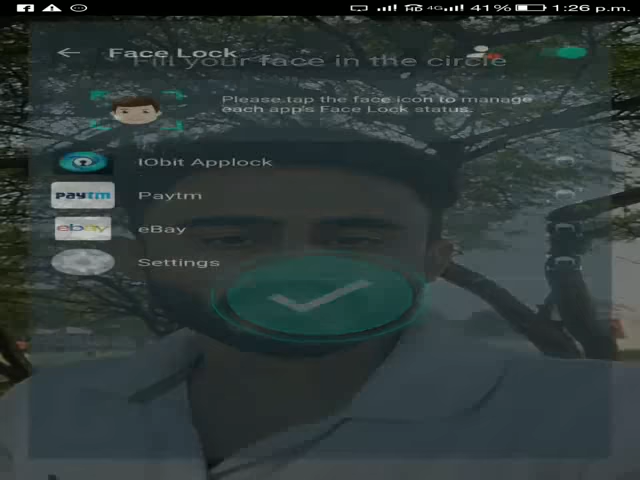 41% 1:26 p.m.
Face Lock
Fill your face in the circle
Please tap the face icon to manage
each app's Face Lock status.
IObit Applock
Paytm
Paytm
ebay
eBay
Settings